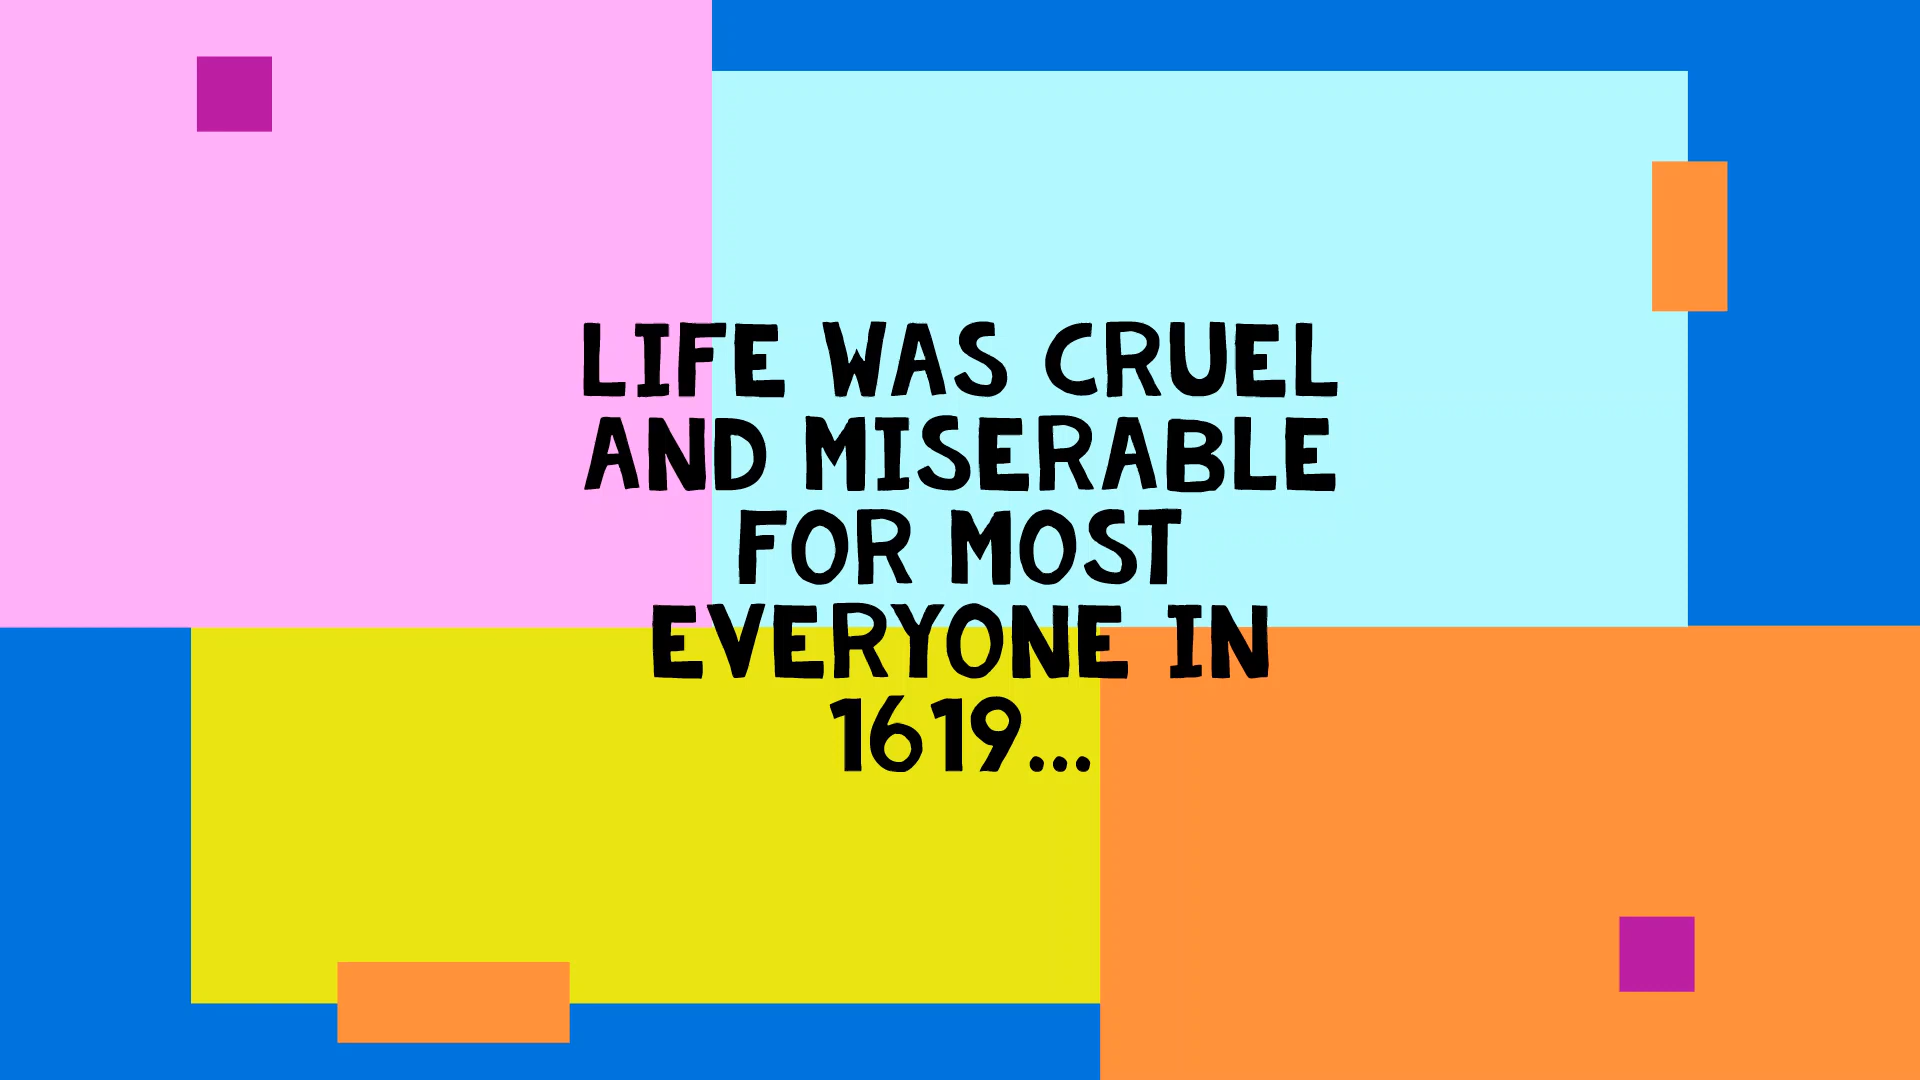 LIFE WAS CRUEL
AND MISERABLE
FOR MOST
EVERYONE IN
1619...